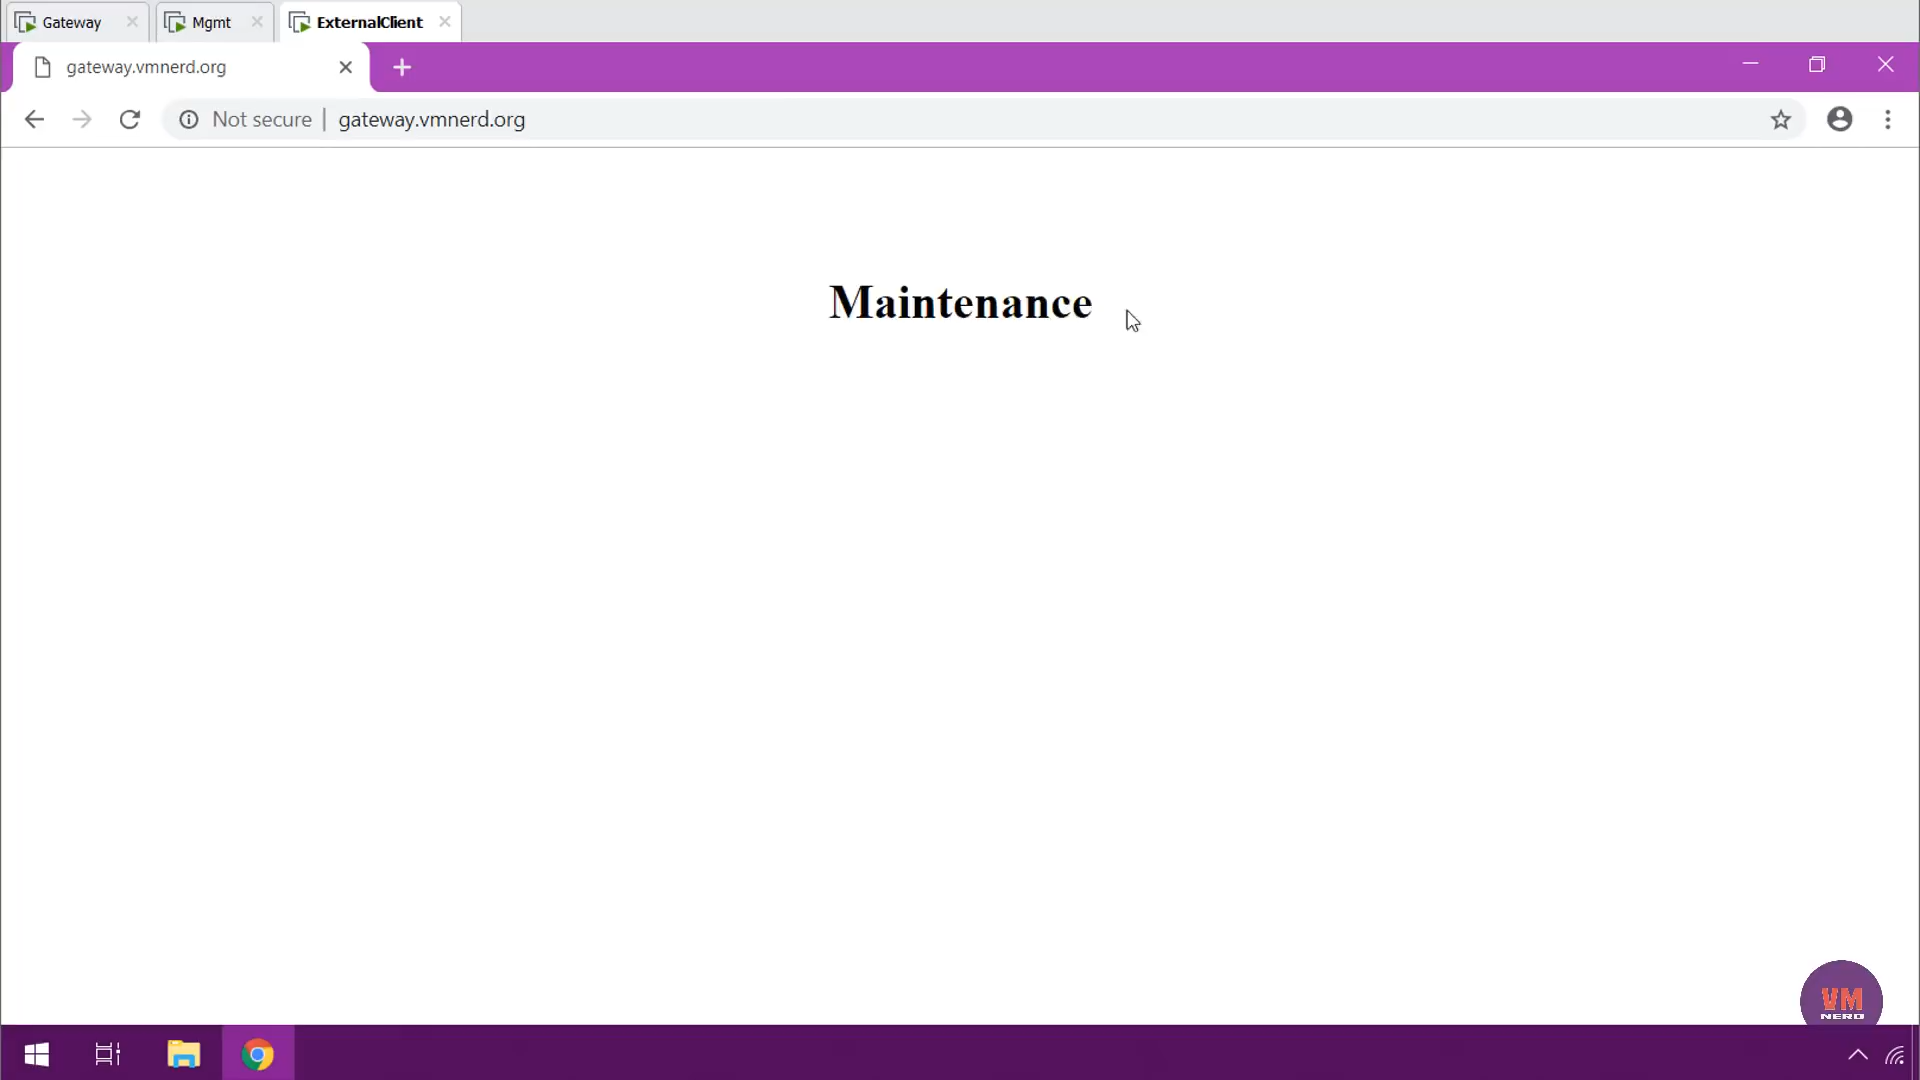 Gateway
Mgmt
ExternalClient
gateway.vmnerd.org
Not secure | gateway.vmnerd.org
Maintenance
VM
NERD